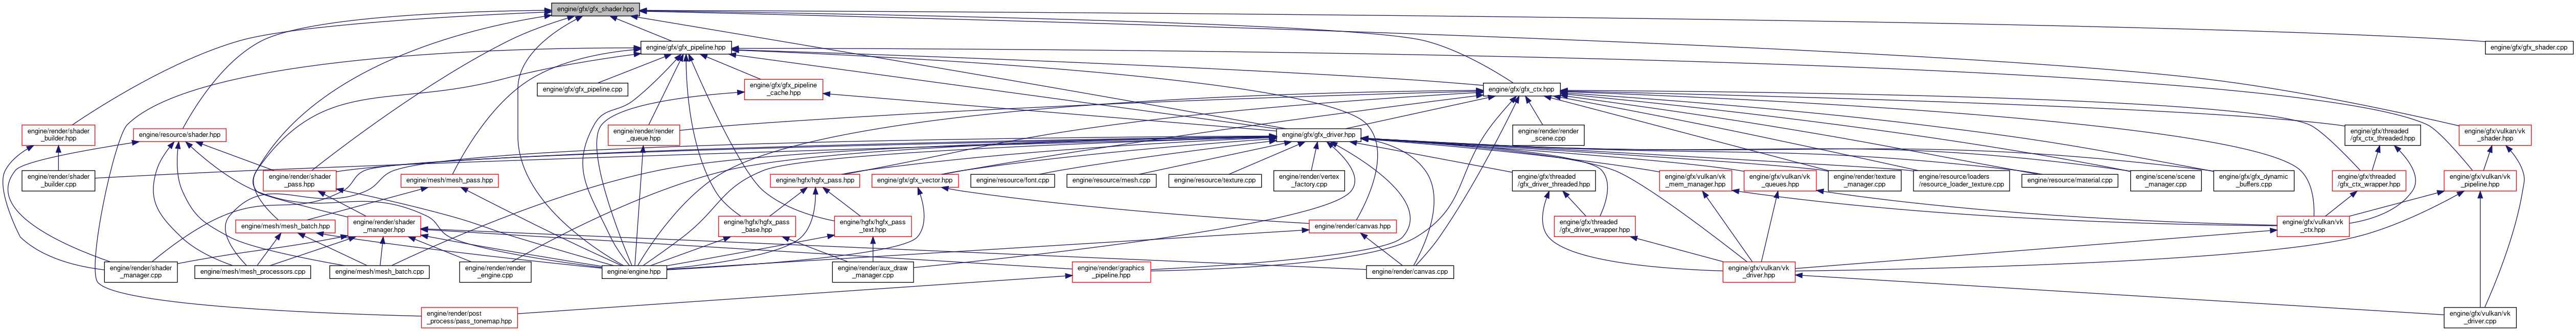 engine/gfx/gfx_shader.hpp
engine/gfx/gfx_pipeline.hpp
engine/gfx/gfx_shader.cpp
engine/gfx/gfx_pipeline.cpp
engine/gfx/gfx_pipeline
_cache.hpp
engine/gfx/gfx_ctx.hpp
engine/render/shader
_builder.hpp
engine/resource/shader.hpp
engine/render/render
_queue.hpp
engine/gfx/gfx_driver.hpp
engine/render/render
_scene.cpp
engine/gfx/threaded
/gfx_ctx_threaded.hpp
engine/gfx/vulkan/vk
_shader.hpp
engine/render/shader
_builder.cpp
engine/render/shader
_pass.hpp
engine/mesh/mesh_pass.hpp
engine/hgfx/hgfx_pass.hpp
engine/gfx/gfx_vector.hpp
engine/resource/font.cpp
engine/resource/mesh.cpp
engine/resource/texture.cpp
engine/render/vertex
_factory.cpp
engine/gfx/threaded
/gfx_driver_threaded.hpp
engine/gfx/vulkan/vk
_mem_manager.hpp
engine/gfx/vulkan/vk
_queues.hpp
engine/render/texture
_manager.cpp
engine/resource/loaders
/resource_loader_texture.cpp
engine/resource/material.cpp
engine/scene/scene
_manager.cpp
engine/gfx/gfx_dynamic
_buffers.cpp
engine/gfx/threaded
/gfx_ctx_wrapper.hpp
engine/gfx/vulkan/vk
_pipeline.hpp
engine/mesh/mesh_batch.hpp
engine/render/shader
_manager.hpp
engine/hgfx/hgfx_pass
_base.hpp
engine/hgfx/hgfx_pass
_text.hpp
engine/render/canvas.hpp
engine/gfx/threaded
/gfx_driver_wrapper.hpp
engine/gfx/vulkan/vk
_ctx.hpp
engine/render/shader
_manager.cpp
engine/mesh/mesh_processors.cpp
engine/mesh/mesh_batch.cpp
engine/render/render
_engine.cpp
engine/engine.hpp
engine/render/aux_draw
_manager.cpp
engine/render/graphics
_pipeline.hpp
engine/render/canvas.cpp
engine/gfx/vulkan/vk
_driver.hpp
engine/render/post
_process/pass_tonemap.hpp
engine/gfx/vulkan/vk
_driver.cpp